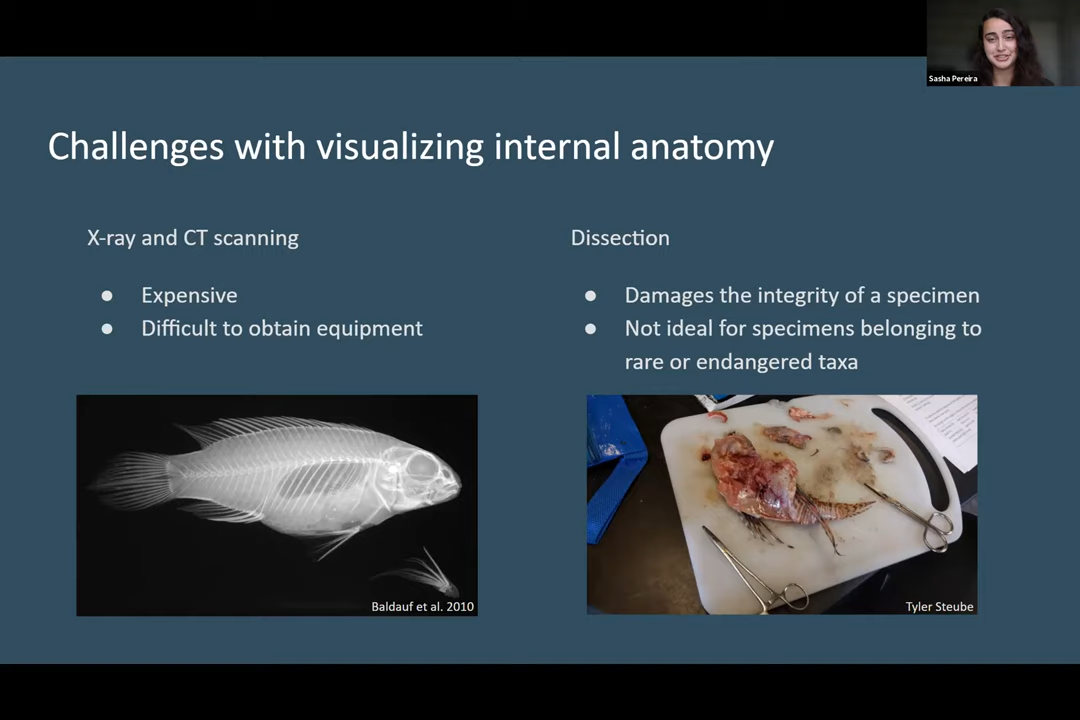 Sasha Pereira
Challenges with visualizing internal anatomy
X-ray and CT scanning
● Expensive
● Difficult to obtain equipment
Baldauf et al. 2010
Dissection
● Damages the integrity of a specimen
● Not ideal for specimens belonging to
rare or endangered taxa
Tyler Steube